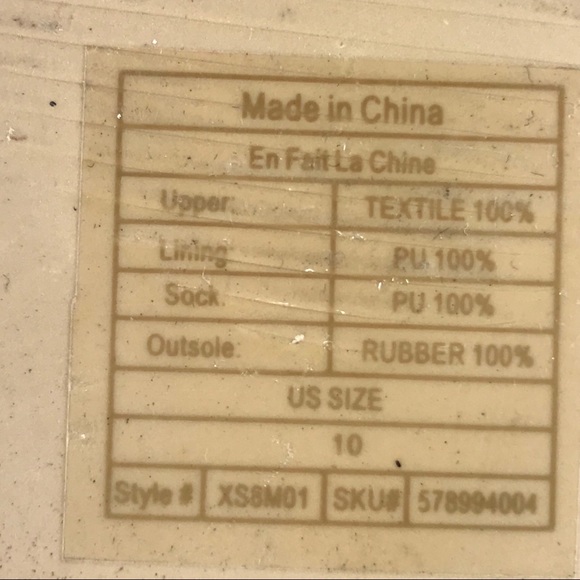 Made in China
En Fait La Chine
Upper: TEXTILE 100%
Lining: PU 100%
Sock: PU 100%
Outsole: RUBBER 100%
US SIZE
10
Style # XS8M01 SKU# 578994004